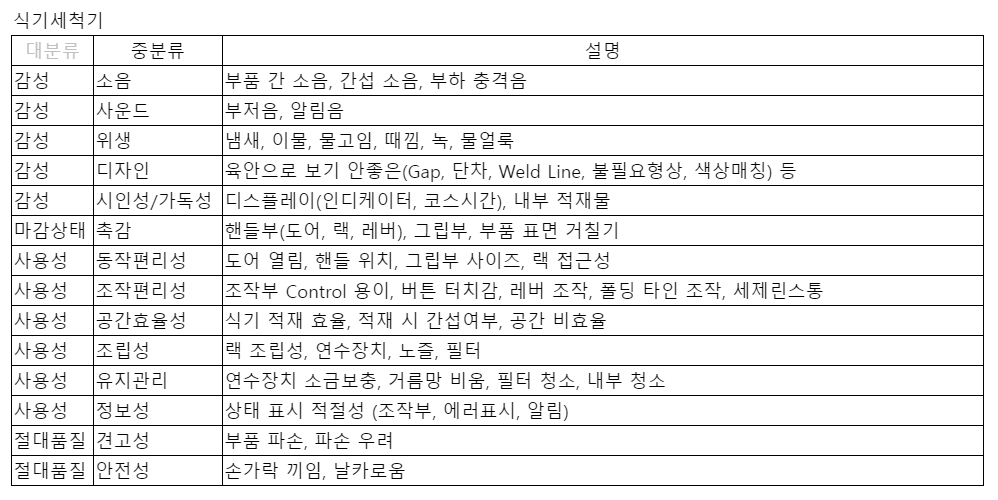 식기세척기
대분류 중분류 설명
감성 소음 부품 간 소음, 간섭 소음, 부하 충격음
감성 사운드 부저음, 알림음
감성 위생 냄새, 이물, 물고임, 때낌, 녹, 물얼룩
감성 디자인 육안으로 보기 안좋은(Gap, 단차, Weld Line, 불필요형상, 색상매칭) 등
감성 시인성/가독성 디스플레이(인디케이터, 코스시간), 내부 적재물
마감상태 촉감 핸들부(도어, 랙, 레버), 그립부, 부품 표면 거칠기
사용성 동작편리성 도어 열림, 핸들 위치, 그립부 사이즈, 랙 접근성
사용성 조작편리성 조작부 Control 용이, 버튼 터치감, 레버 조작, 폴딩 타인 조작, 세제린스통
사용성 공간효율성 식기 적재 효율, 적재 시 간섭여부, 공간 비효율
사용성 조립성 랙 조립성, 연수장치, 노즐, 필터
사용성 유지관리 연수장치 소금보충, 거름망 비움, 필터 청소, 내부 청소
사용성 정보성 상태 표시 적절성 (조작부, 에러표시, 알림)
절대품질 견고성 부품 파손, 파손 우려
절대품질 안전성 손가락 끼임, 날카로움